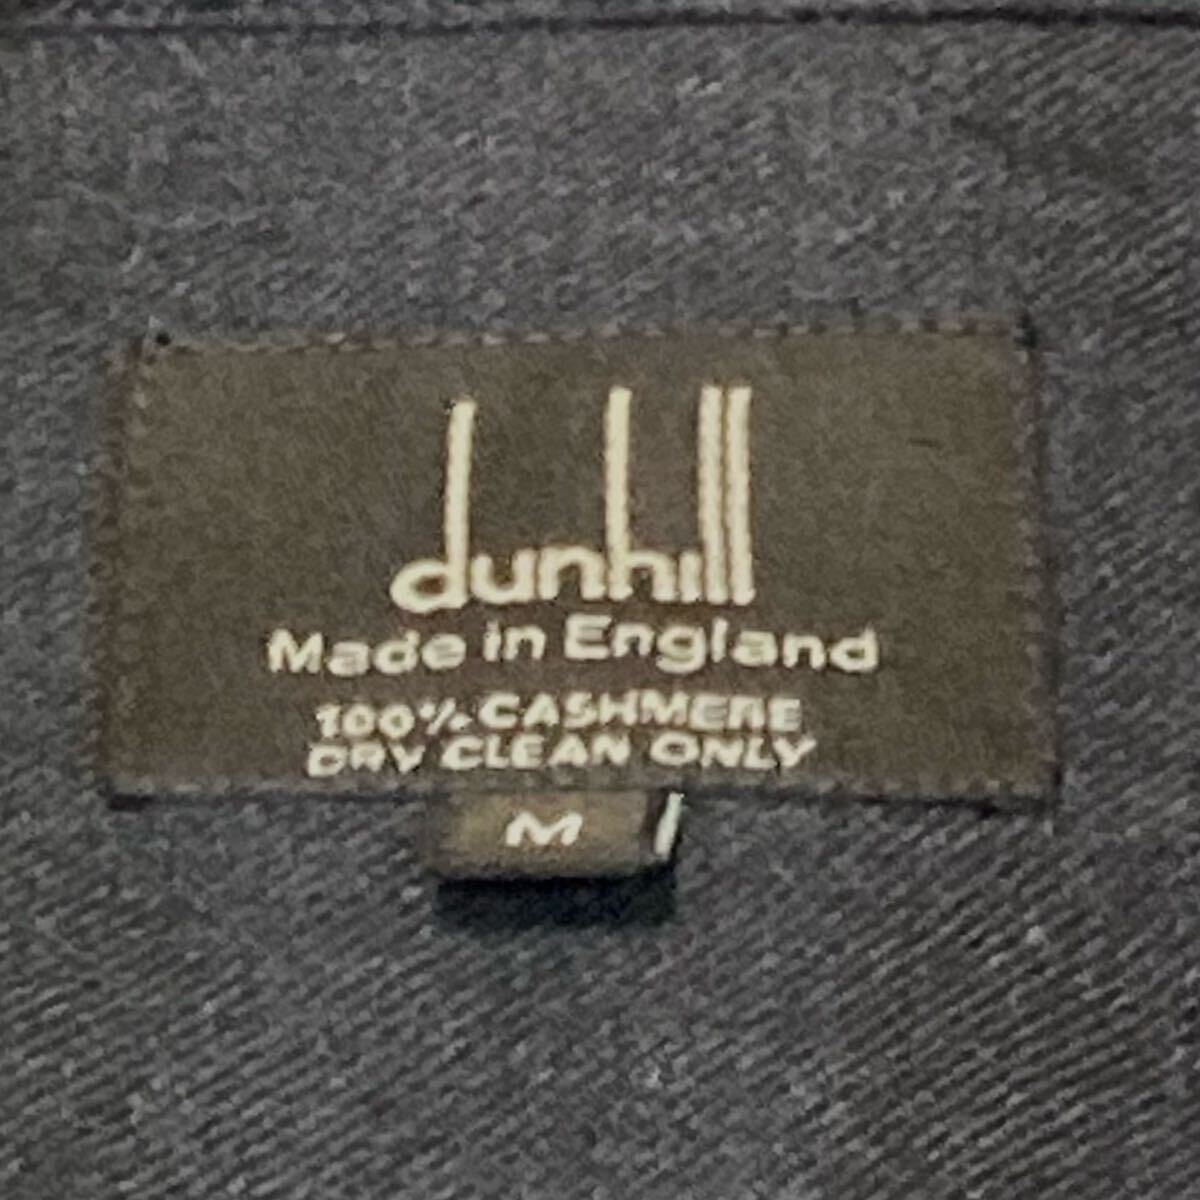 dunhill
Made in England
100% CASHMERE
DRY CLEAN ONLY
M